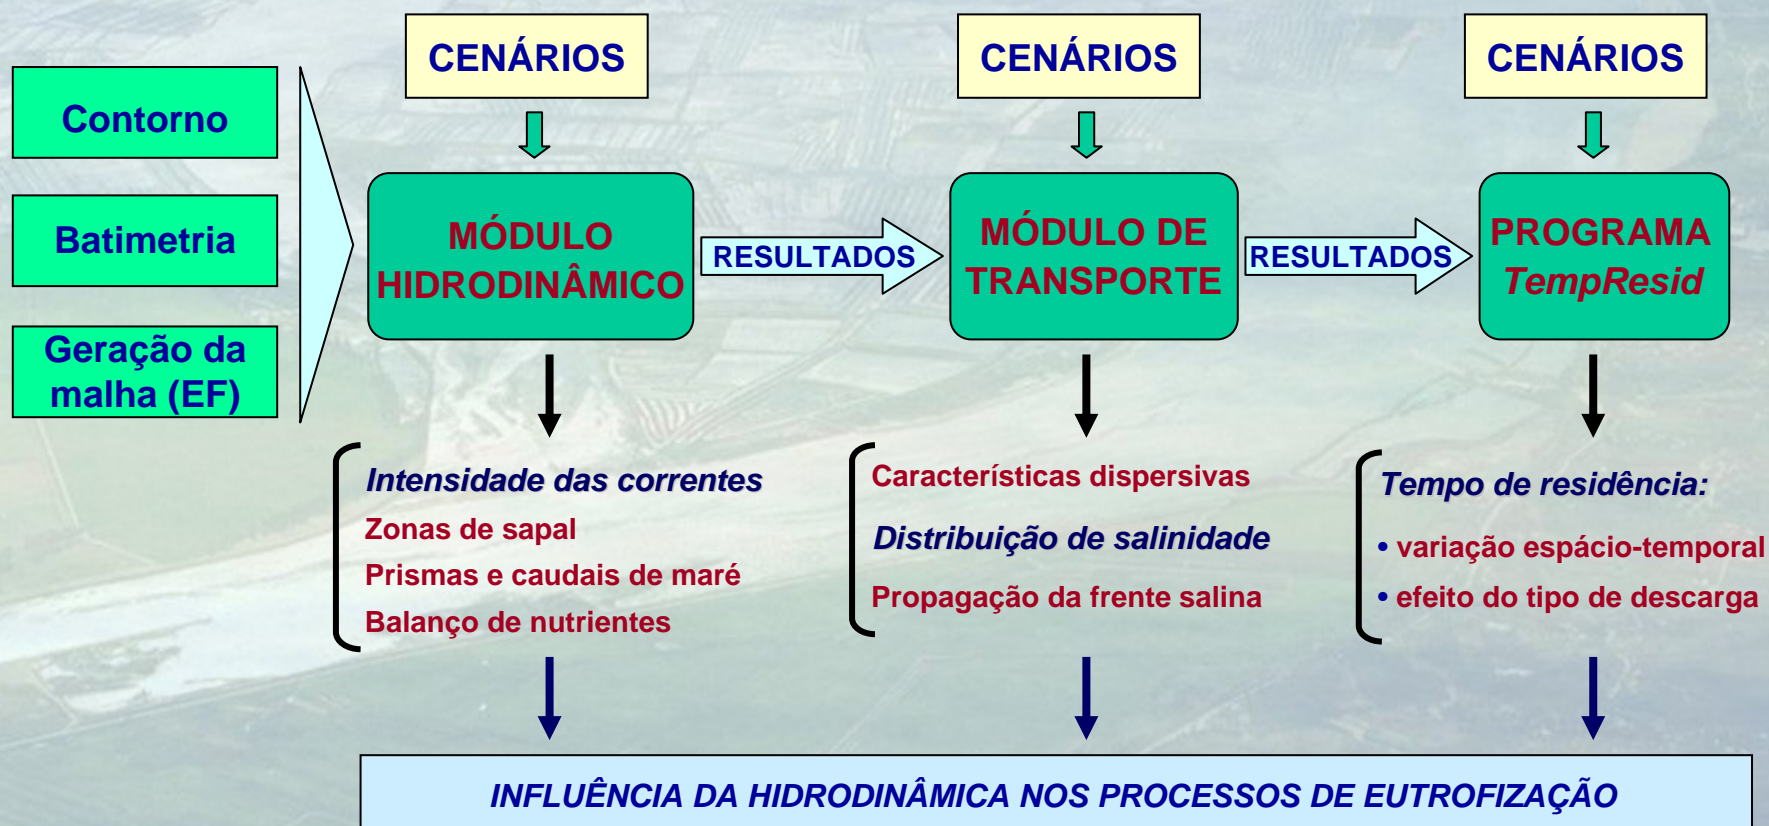 CENÁRIOS
CENÁRIOS
CENÁRIOS
Contorno
Batimetria
Geração da
malha (EF)
MÓDULO
HIDRODINÂMICO
RESULTADOS
MÓDULO DE
TRANSPORTE
RESULTADOS
PROGRAMA
TempResid
Intensidade das correntes
Zonas de sapal
Prismas e caudais de maré
Balanço de nutrientes
Características dispersivas
Distribuição de salinidade
Propagação da frente salina
Tempo de residência:
• variação espácio-temporal
• efeito do tipo de descarga
INFLUÊNCIA DA HIDRODINÂMICA NOS PROCESSOS DE EUTROFIZAÇÃO